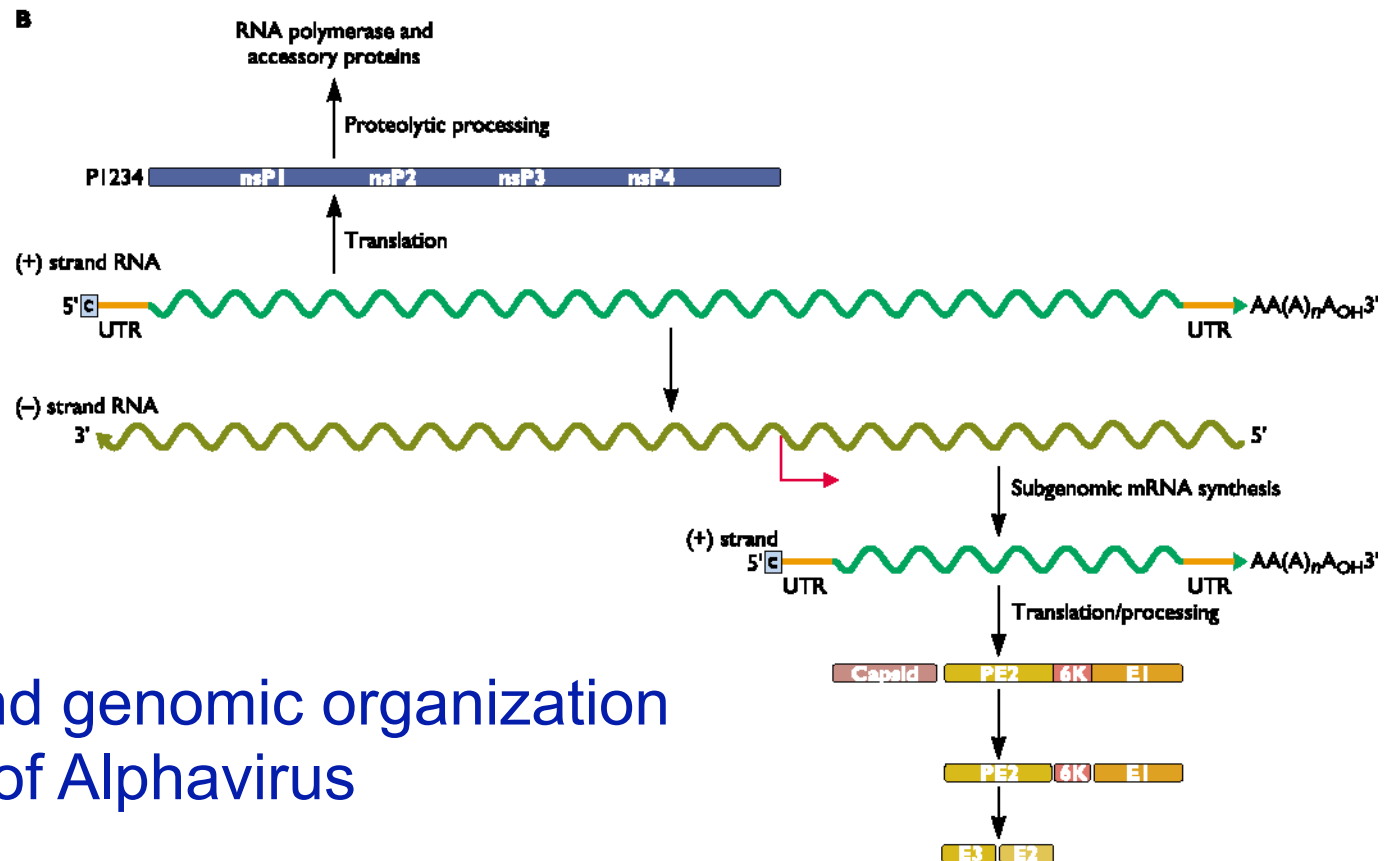 B
RNA polymerase and
accessory proteins
Proteolytic processing
P1234 nsP1 nsP2 nsP3 nsP4
Translation
(+) strand RNA
5' C AA(A)nAOH3'
UTR UTR
(–) strand RNA
3' 5'
Subgenomic mRNA synthesis
(+) strand
5' C AA(A)nAOH3'
UTR UTR
Translation/processing
Capsid PE2 6K E1
nd genomic organization
of Alphavirus
PE2 6K E1
E3 E2